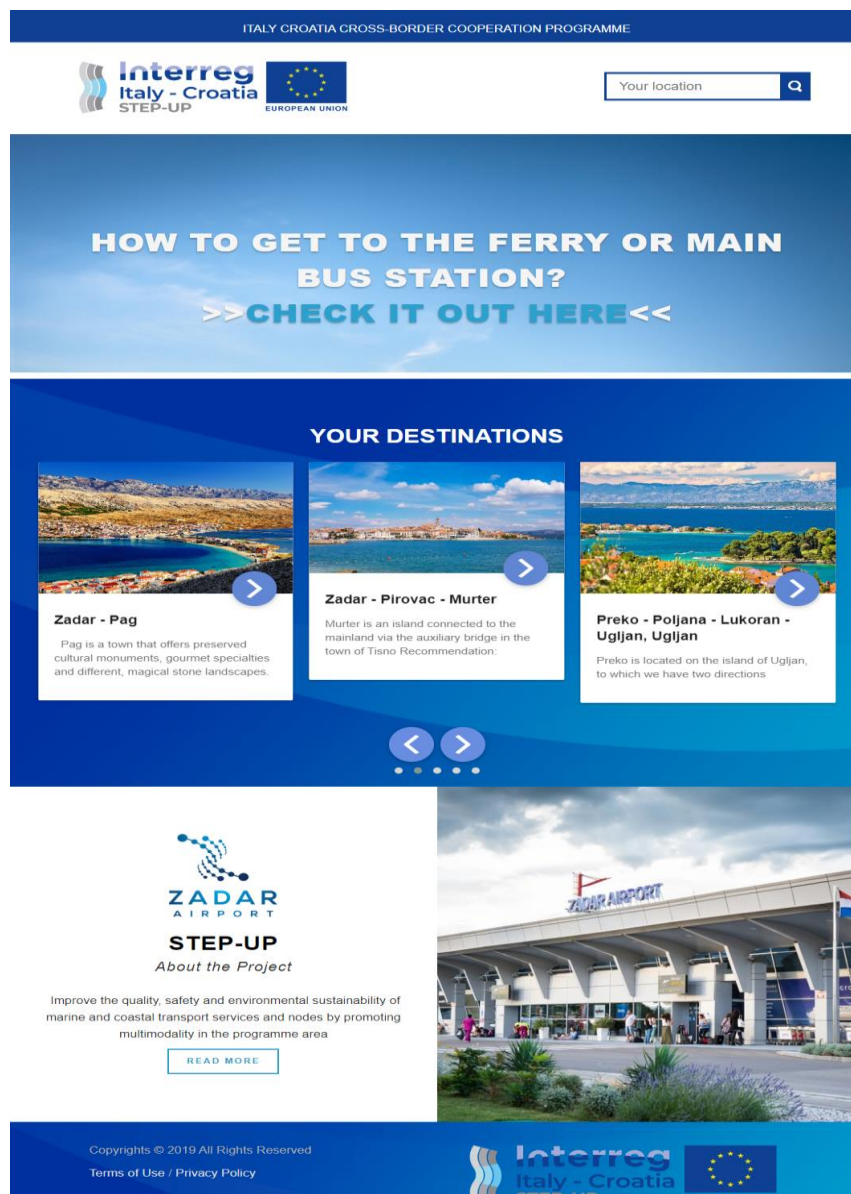 ITALY CROATIA CROSS-BORDER COOPERATION PROGRAMME
Interreg
Italy - Croatia
STEP-UP
EUROPEAN UNION
Your location
HOW TO GET TO THE FERRY OR MAIN
BUS STATION?
>>CHECK IT OUT HERE<<
YOUR DESTINATIONS
Zadar - Pag
Pag is a town that offers preserved
cultural monuments, gourmet specialties
and different, magical stone landscapes.
Zadar - Pirovac - Murter
Murter is an island connected to the
mainland via the auxiliary bridge in the
town of Tisno Recommendation:
Preko - Poljana - Lukoran -
Ugljan, Ugljan
Preko is located on the island of Ugljan,
to which we have two directions
ZADAR
AIRPORT
STEP-UP
About the Project
Improve the quality, safety and environmental sustainability of
marine and coastal transport services and nodes by promoting
multimodality in the programme area
READ MORE
ZADAR AIRPORT
Copyrights © 2019 All Rights Reserved
Terms of Use / Privacy Policy
Interreg
Italy - Croatia